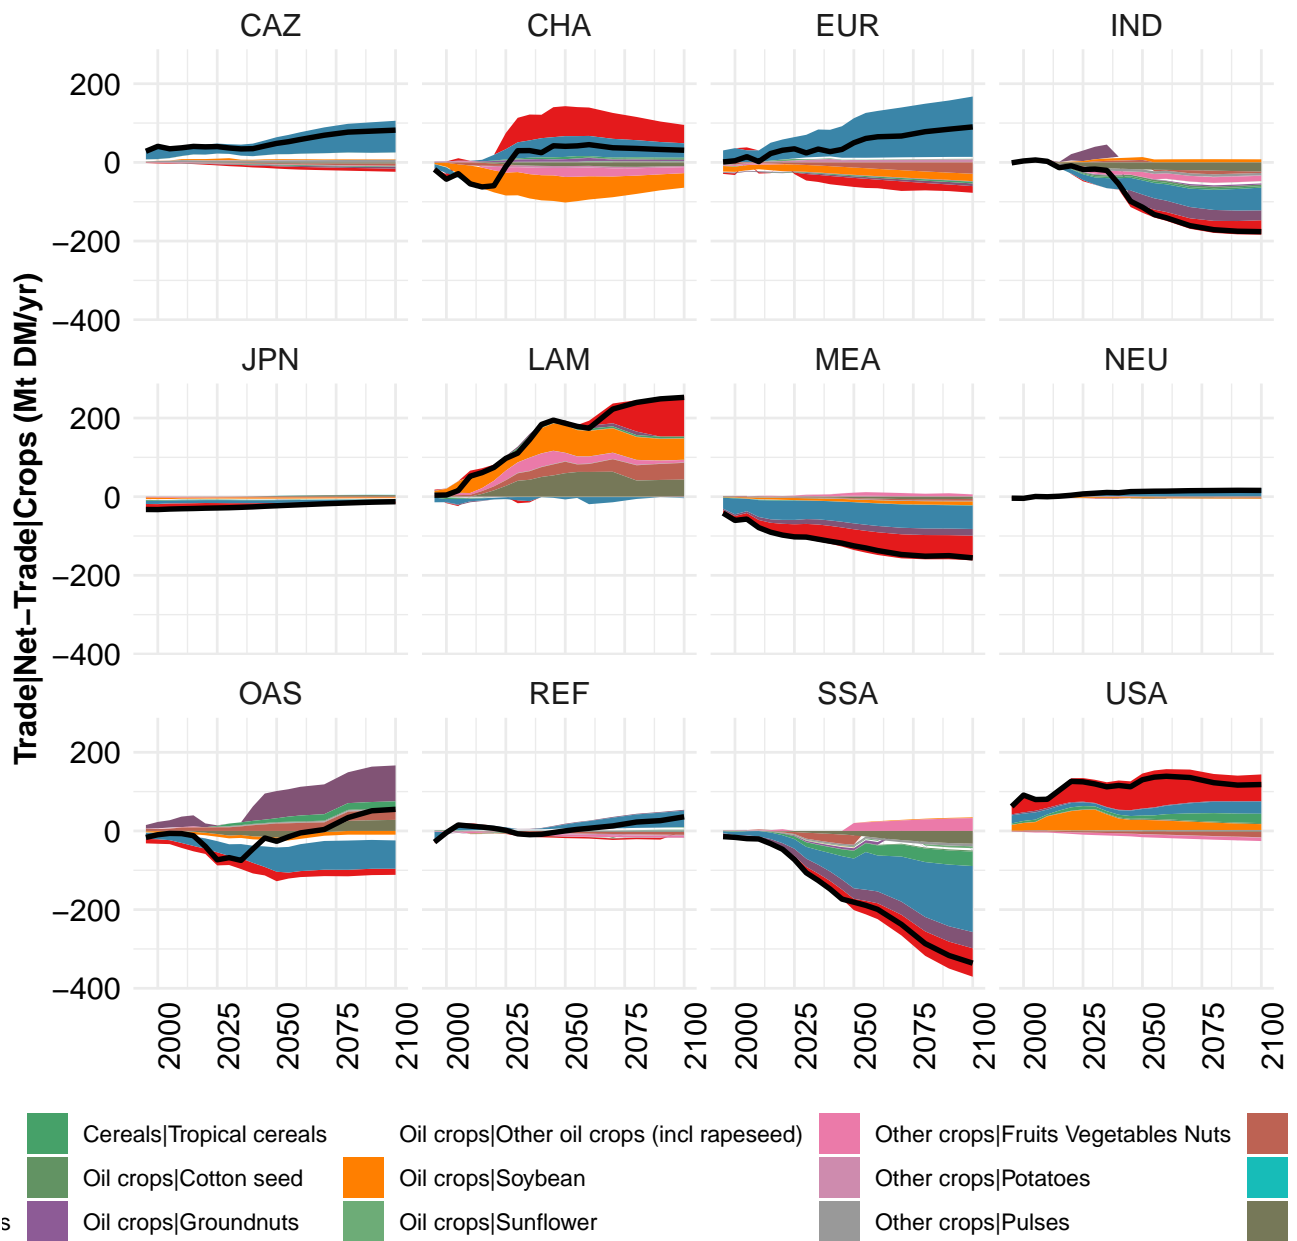 CAZ CHA EUR IND
200
0
−200
−400
JPN LAM MEA NEU
200
0
−200
−400
OAS REF SSA USA
200
0
−200
−400
Trade|Net−Trade|Crops (Mt DM/yr)
2000 2025 2050 2075 2100 2000 2025 2050 2075 2100 2000 2025 2050 2075 2100 2000 2025 2050 2075 2100
Cereals|Tropical cereals Oil crops|Other oil crops (incl rapeseed) Other crops|Fruits Vegetables Nuts
Oil crops|Cotton seed Oil crops|Soybean Other crops|Potatoes
s Oil crops|Groundnuts Oil crops|Sunflower Other crops|Pulses